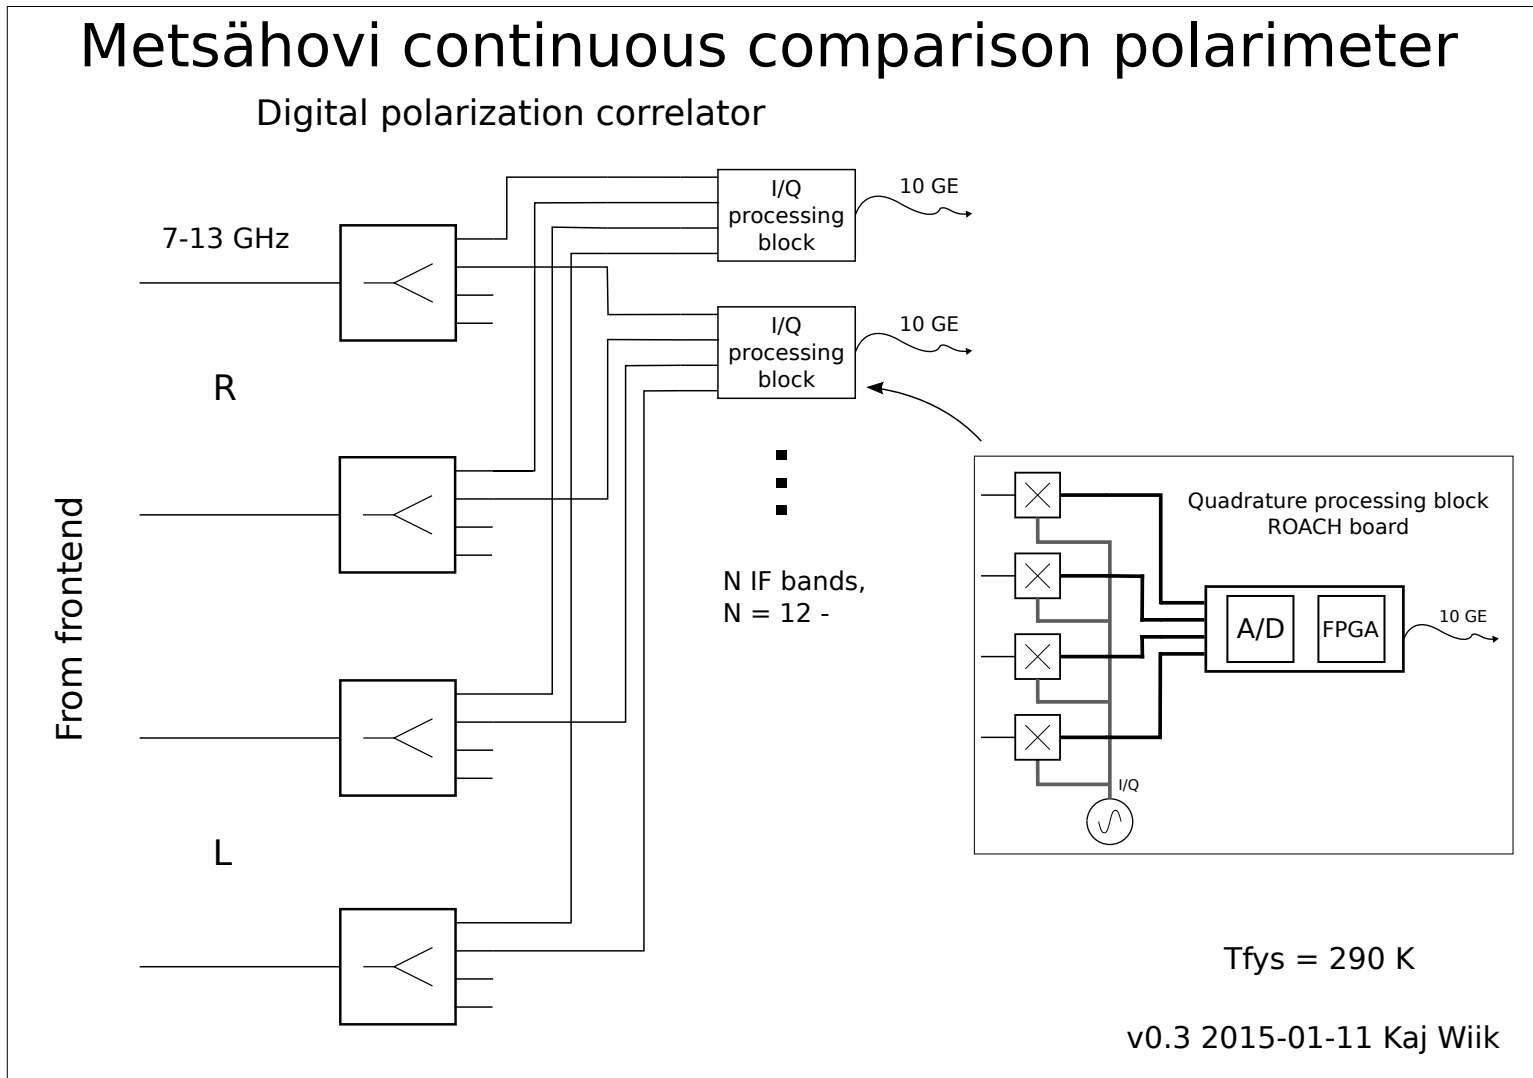 Metsähovi continuous comparison polarimeter
Digital polarization correlator
7-13 GHz
R
From frontend
L
I/Q
processing
block
10 GE
I/Q
processing
block
10 GE
N IF bands,
N = 12 -
Quadrature processing block
ROACH board
A/D
FPGA
10 GE
I/Q
Tfys = 290 K
v0.3 2015-01-11 Kaj Wiik